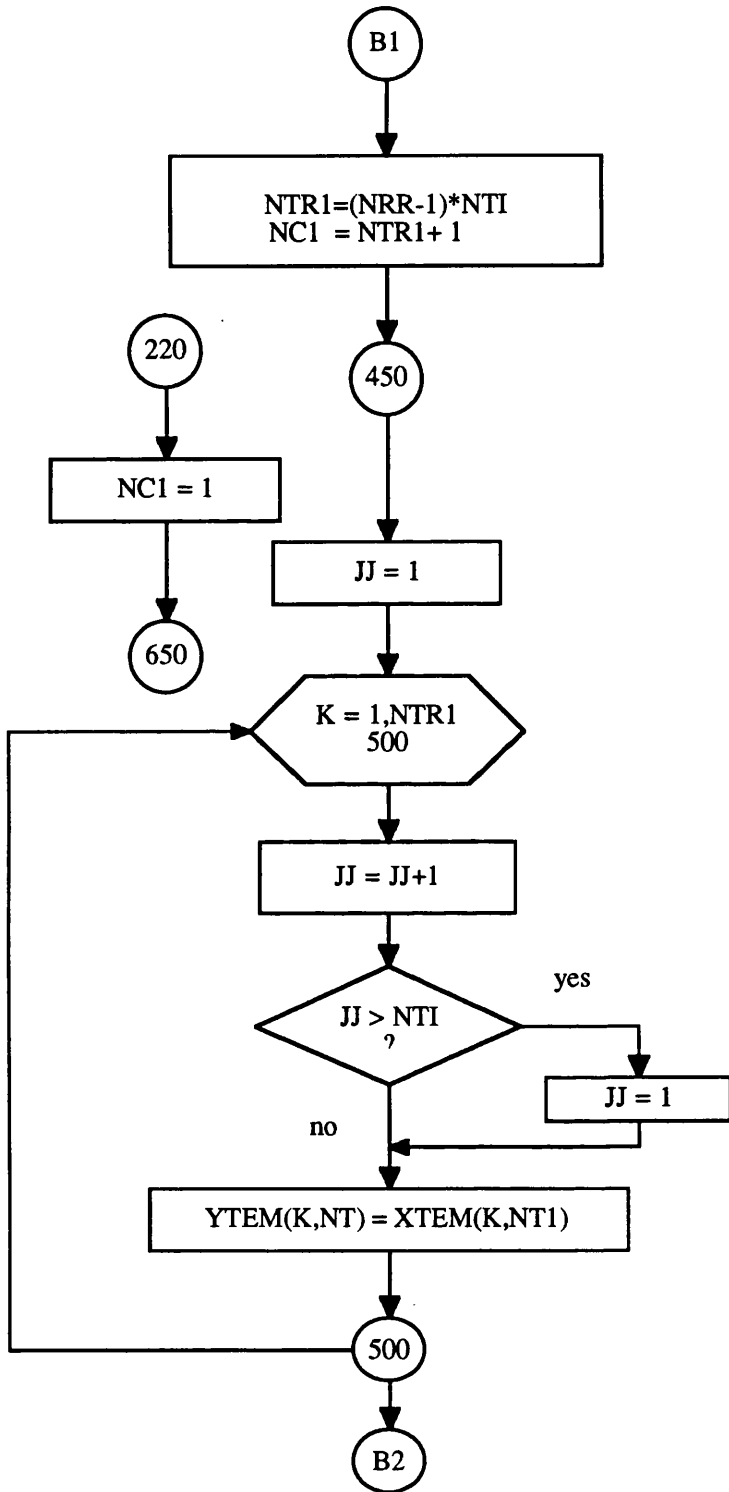 B1
NTR1=(NRR-1)*NTI
NC1 = NTR1+ 1
220
450
NC1 = 1
JJ = 1
650
K = 1,NTR1
500
JJ = JJ+1
yes
JJ > NTI
?
JJ = 1
no
YTEM(K,NT) = XTEM(K,NT1)
500
B2